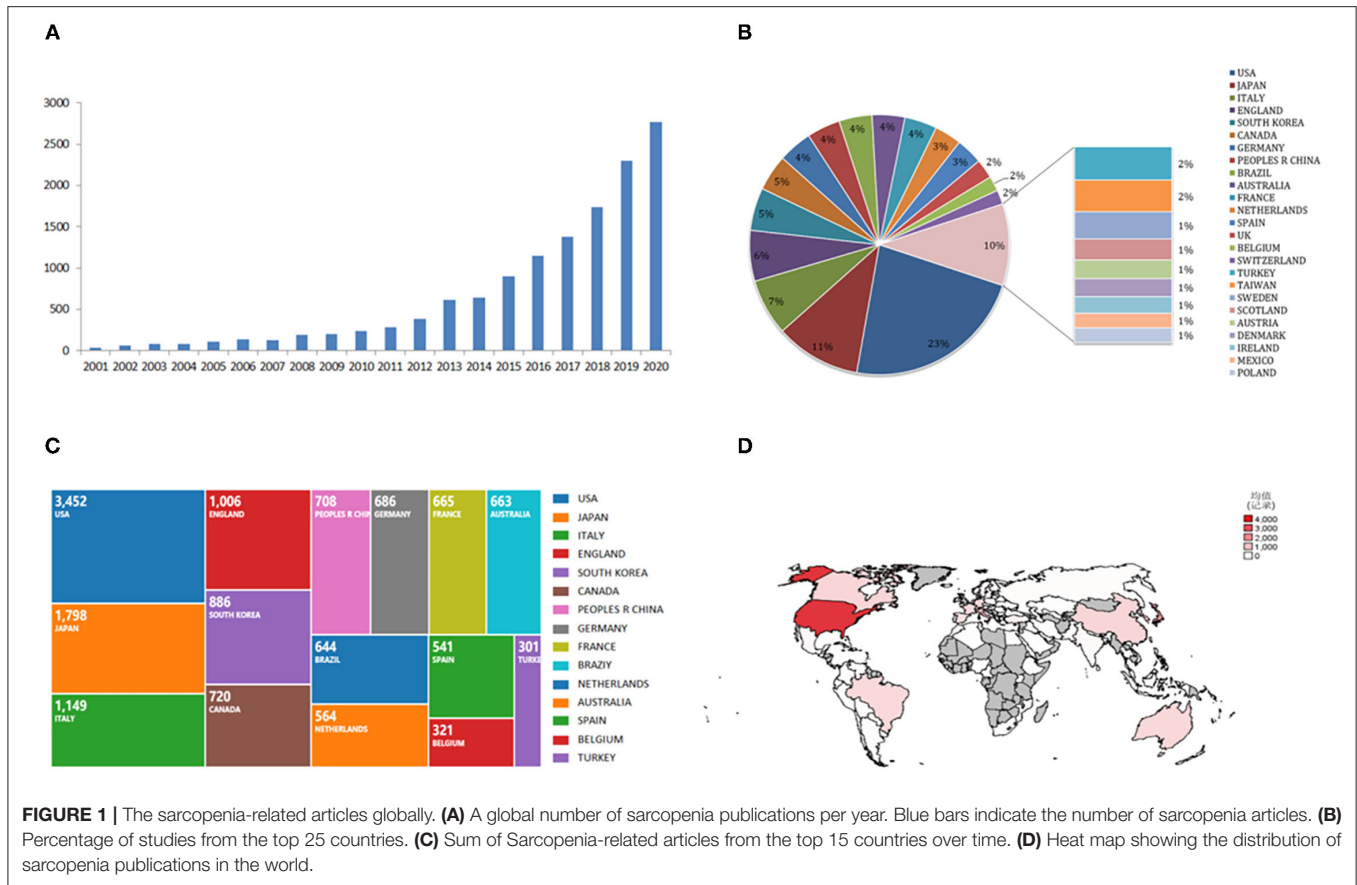 A
3000
2500
2000
1500
1000
500
0
2001 2002 2003 2004 2005 2006 2007 2008 2009 2010 2011 2012 2013 2014 2015 2016 2017 2018 2019 2020
B
4%
4%
4%
4%
3%
4%
3%
5%
2%
5%
2%
6%
2%
7%
10%
11%
23%
2%
2%
1%
1%
1%
1%
1%
1%
1%
USA
JAPAN
ITALY
ENGLAND
SOUTH KOREA
CANADA
GERMANY
PEOPLES R CHINA
BRAZIL
AUSTRALIA
FRANCE
NETHERLANDS
SPAIN
UK
BELGIUM
SWITZERLAND
TURKEY
TAIWAN
SWEDEN
SCOTLAND
AUSTRIA
DENMARK
IRELAND
MEXICO
POLAND
C
3,452
USA
1,798
JAPAN
1,149
ITALY
1,006
ENGLAND
886
SOUTH KOREA
720
CANADA
708
PEOPLES R CHIN
686
GERMANY
665
FRANCE
663
AUSTRALIA
644
BRAZIL
564
NETHERLANDS
541
SPAIN
321
BELGIUM
301
TURKE
USA
JAPAN
ITALY
ENGLAND
SOUTH KOREA
CANADA
PEOPLES R CHINA
GERMANY
FRANCE
BRAZIY
NETHERLANDS
AUSTRALIA
SPAIN
BELGIUM
TURKEY
D
均值
(记录)
4,000
3,000
2,000
1,000
0
FIGURE 1 | The sarcopenia-related articles globally. (A) A global number of sarcopenia publications per year. Blue bars indicate the number of sarcopenia articles. (B)
Percentage of studies from the top 25 countries. (C) Sum of Sarcopenia-related articles from the top 15 countries over time. (D) Heat map showing the distribution of
sarcopenia publications in the world.